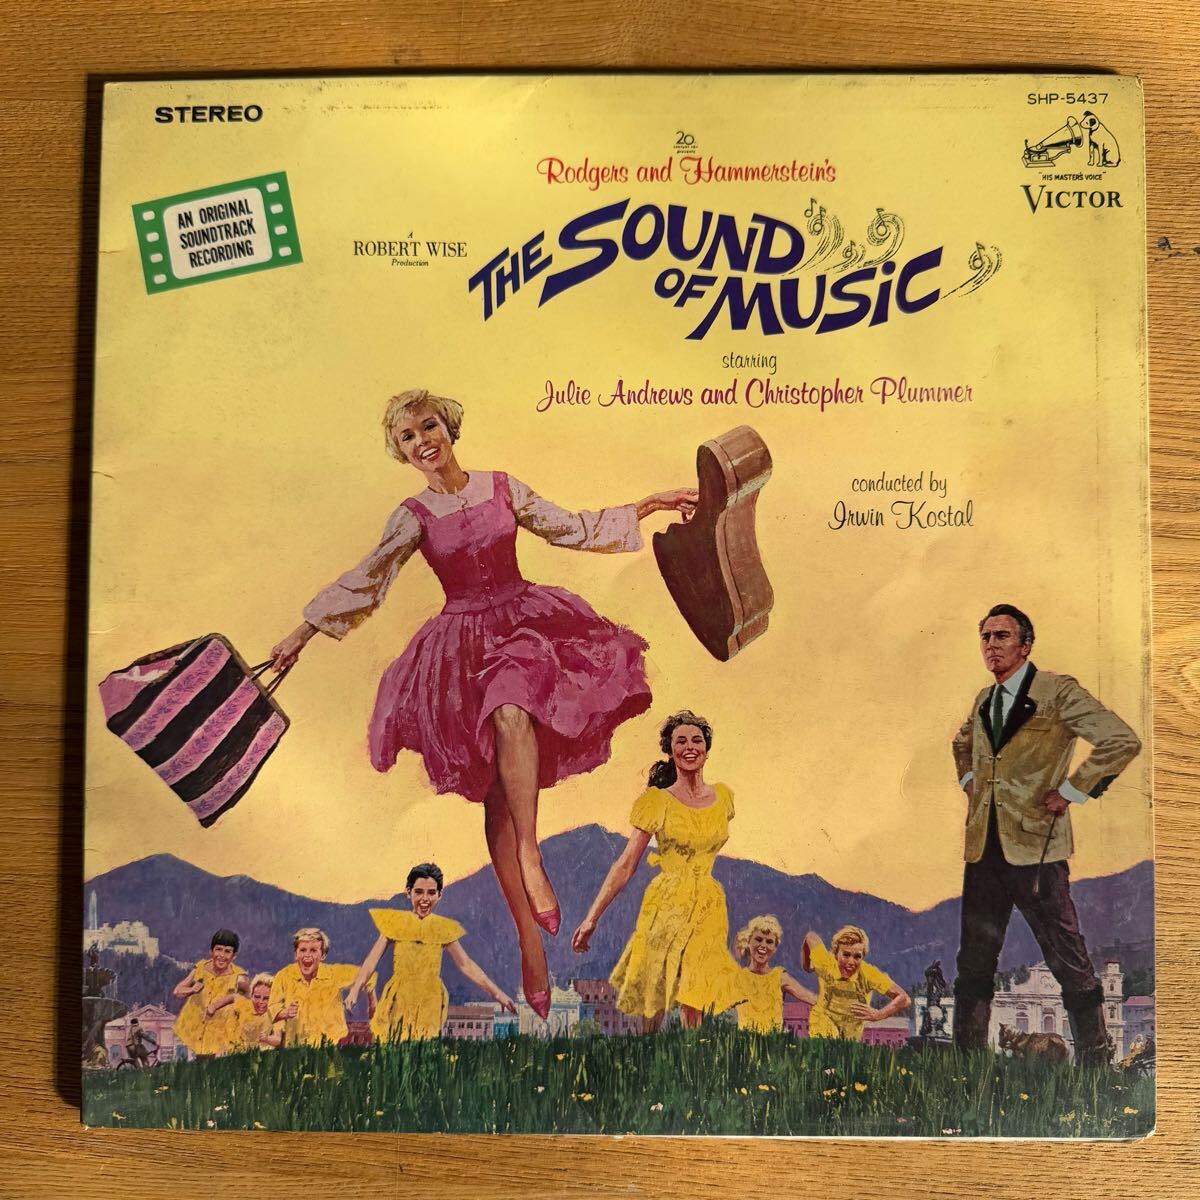 STEREO
SHP-5437
"HIS MASTER'S VOICE"
VICTOR
AN ORIGINAL
SOUNDTRACK
RECORDING
20
Rodgers and Hammerstein's
A
ROBERT WISE
Production
THE SOUND
OF MUSiC
starring
Julie Andrews and Christopher Plummer
conducted by
Irwin Kostal